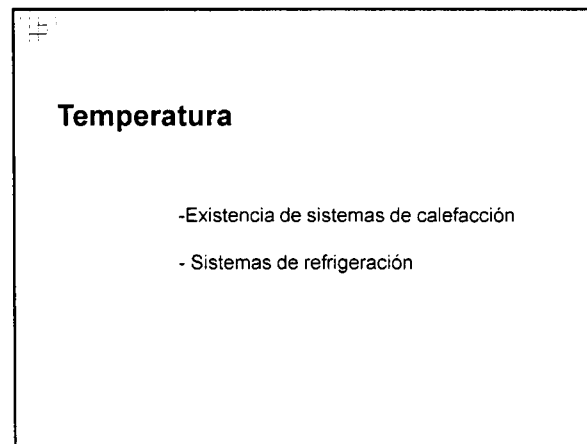 Temperatura
-Existencia de sistemas de calefacción
- Sistemas de refrigeración